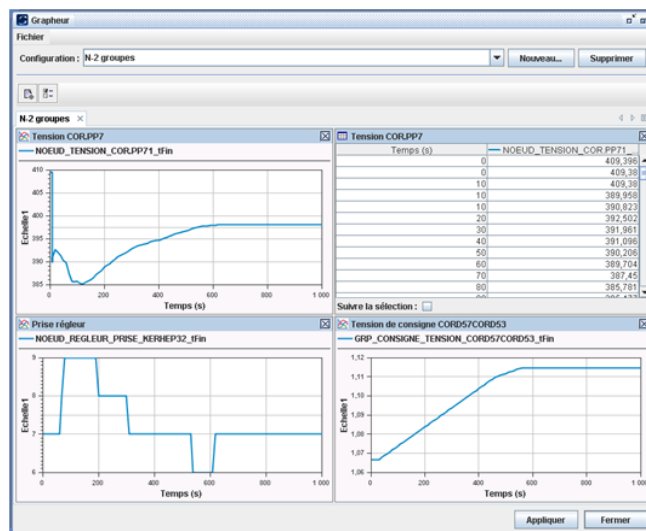 Grapheur
Fichier
Configuration : N-2 groupes Nouveau... Supprimer
N-2 groupes
Tension COR.PP7
NOEUD_TENSION_COR.PP71_tFin
Echelle1
410
405
400
395
390
385
0 200 400 600 800 1 000
Temps (s)
Tension COR.PP7
Temps (s) NOEUD_TENSION_COR.PP71_...
0 409,396
0 409,38
10 409,38
10 389,958
10 390,823
20 392,502
30 391,961
40 391,096
50 390,206
60 389,704
70 387,45
80 385,781
Suivre la sélection :
Prise régleur
NOEUD_REGLEUR_PRISE_KERHEP32_tFin
Echelle1
9
8
7
6
0 200 400 600 800 1 000
Temps (s)
Tension de consigne CORD57CORD53
GRP_CONSIGNE_TENSION_CORD57CORD53_tFin
Echelle1
1,12
1,11
1,10
1,09
1,08
1,07
1,06
0 200 400 600 800 1 000
Temps (s)
Appliquer Fermer